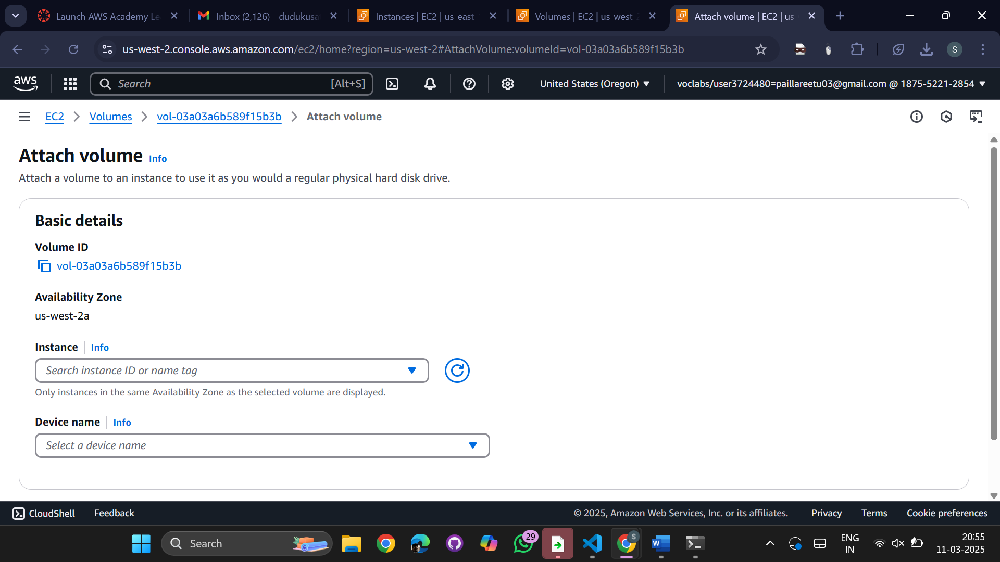 Launch AWS Academy Le
Inbox (2,126) - dudukusa
Instances | EC2 | us-east-
Volumes | EC2 | us-west-2
Attach volume | EC2 | us-
us-west-2.console.aws.amazon.com/ec2/home?region=us-west-2#AttachVolume:volumeId=vol-03a03a6b589f15b3b
S
aws
Search [Alt+S]
United States (Oregon)
voclabs/user3724480=paillareetu03@gmail.com @ 1875-5221-2854
EC2 > Volumes > vol-03a03a6b589f15b3b > Attach volume
Attach volume Info
Attach a volume to an instance to use it as you would a regular physical hard disk drive.
Basic details
Volume ID
vol-03a03a6b589f15b3b
Availability Zone
us-west-2a
Instance | Info
Search instance ID or name tag
Only instances in the same Availability Zone as the selected volume are displayed.
Device name | Info
Select a device name
CloudShell Feedback
© 2025, Amazon Web Services, Inc. or its affiliates. Privacy Terms Cookie preferences
Search
29
S
W
ENG
IN
20:55
11-03-2025